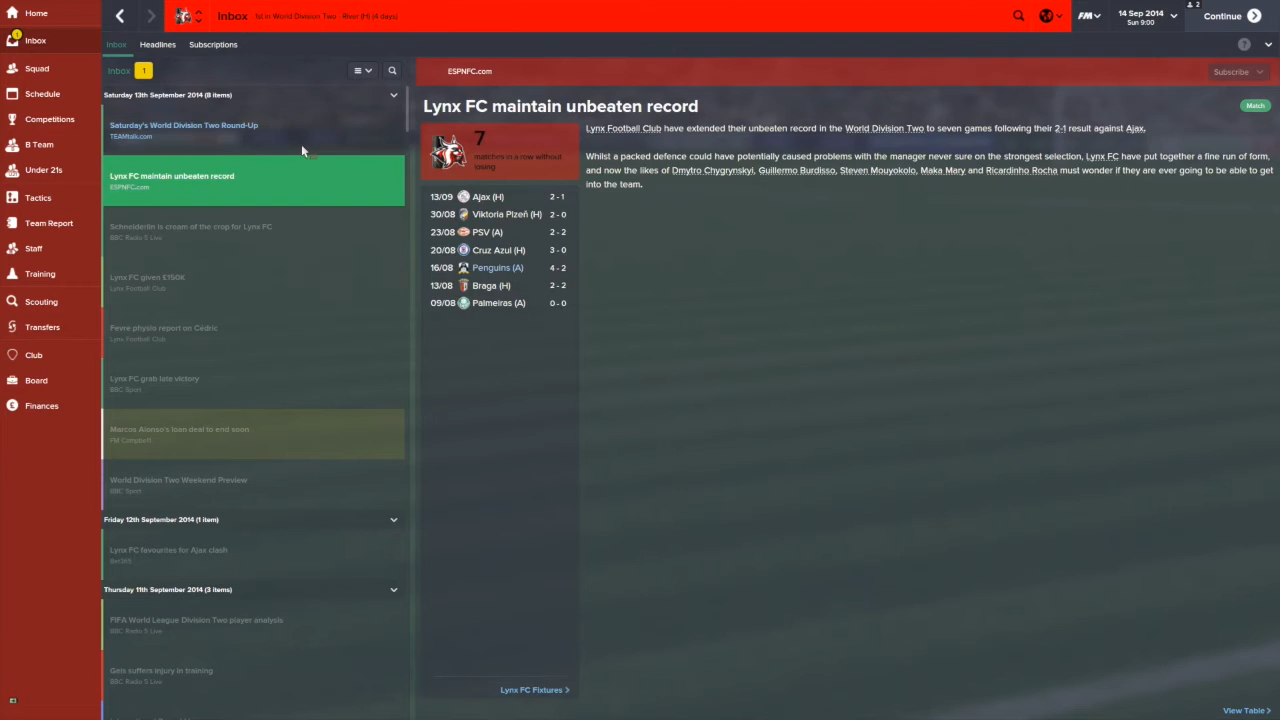 Home
Inbox
1st in World Division Two - River (H) (4 days)
14 Sep 2014
Sun 9:00
2
Continue
1
Inbox
Squad
Schedule
Competitions
B Team
Under 21s
Tactics
Team Report
Staff
Training
Scouting
Transfers
Club
Board
Finances
Inbox
Headlines
Subscriptions
Inbox
1
Saturday 13th September 2014 (8 items)
Saturday's World Division Two Round-Up
TEAMtalk.com
Lynx FC maintain unbeaten record
ESPNFC.com
Schneiderlin is cream of the crop for Lynx FC
BBC Radio 5 Live
Lynx FC given €150K
Lynx Football Club
Fevre physio report on Cédric
Lynx Football Club
Lynx FC grab late victory
BBC Sport
Marcos Alonso's loan deal to end soon
FM Campbell
World Division Two Weekend Preview
BBC Sport
Friday 12th September 2014 (1 item)
Lynx FC favourites for Ajax clash
Bet365
Thursday 11th September 2014 (3 items)
FIFA World League Division Two player analysis
BBC Radio 5 Live
Geis suffers injury in training
BBC Radio 5 Live
ESPNFC.com
Subscribe
Lynx FC maintain unbeaten record
Match
7
matches in a row without
losing
13/09 Ajax (H) 2 - 1
30/08 Viktoria Plzeň (H) 2 - 0
23/08 PSV (A) 2 - 2
20/08 Cruz Azul (H) 3 - 0
16/08 Penguins (A) 4 - 2
13/08 Braga (H) 2 - 2
09/08 Palmeiras (A) 0 - 0
Lynx FC Fixtures >
Lynx Football Club have extended their unbeaten record in the World Division Two to seven games following their 2-1 result against Ajax.
Whilst a packed defence could have potentially caused problems with the manager never sure on the strongest selection, Lynx FC have put together a fine run of form,
and now the likes of Dmytro Chygrynskyi, Guillermo Burdisso, Steven Mouyokolo, Maka Mary and Ricardinho Rocha must wonder if they are ever going to be able to get
into the team.
View Table >